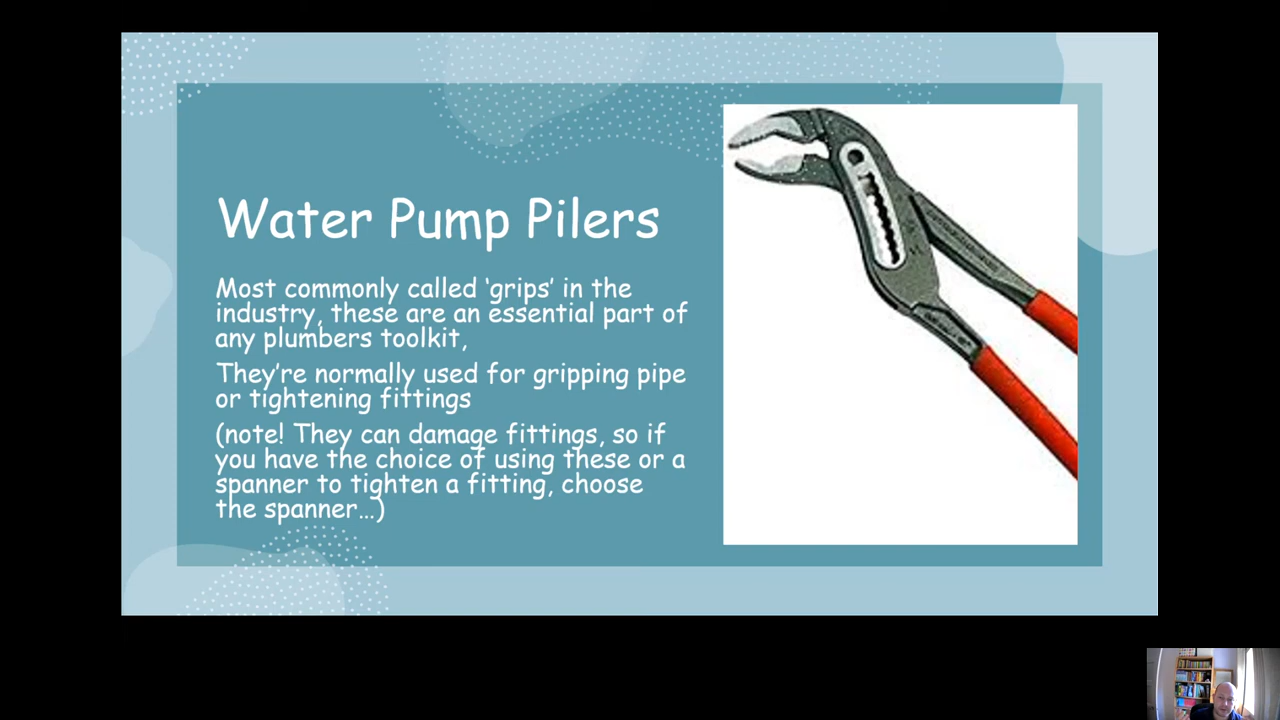 Water Pump Pilers
Most commonly called ‘grips’ in the
industry, these are an essential part of
any plumbers toolkit,
They’re normally used for gripping pipe
or tightening fittings
(note! They can damage fittings, so if
you have the choice of using these or a
spanner to tighten a fitting, choose
the spanner…)